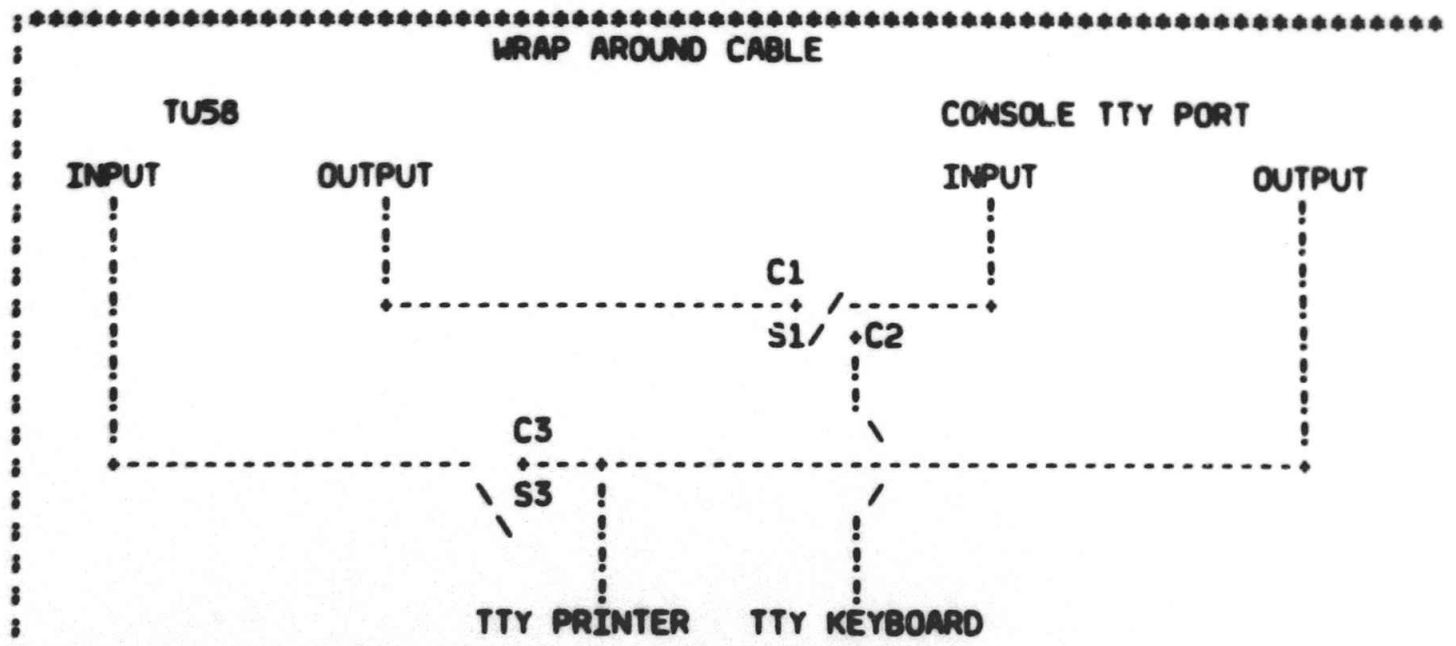 WRAP AROUND CABLE
TU58 CONSOLE TTY PORT
INPUT OUTPUT INPUT OUTPUT
C1
S1 C2
C3
S3
TTY PRINTER TTY KEYBOARD